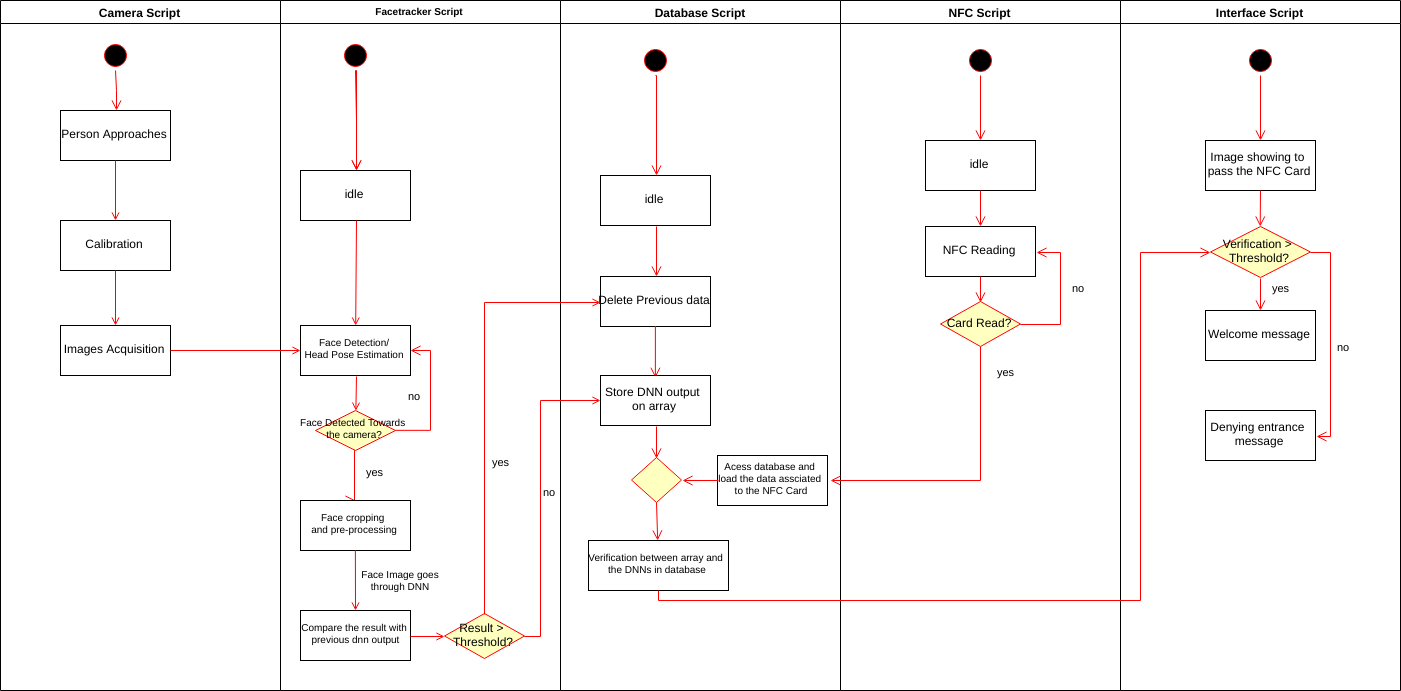 Camera Script
Facetracker Script
Database Script
NFC Script
Interface Script
Person Approaches
Calibration
Images Acquisition
idle
Face Detection/
Head Pose Estimation
no
Face Detected Towards
the camera?
yes
Face cropping
and pre-processing
Face Image goes
through DNN
Compare the result with
previous dnn output
Result >
Threshold?
yes
no
idle
Delete Previous data
Store DNN output
on array
Acess database and
load the data assciated
to the NFC Card
Verification between array and
the DNNs in database
idle
NFC Reading
no
Card Read?
yes
Image showing to
pass the NFC Card
Verification >
Threshold?
yes
Welcome message
no
Denying entrance
message